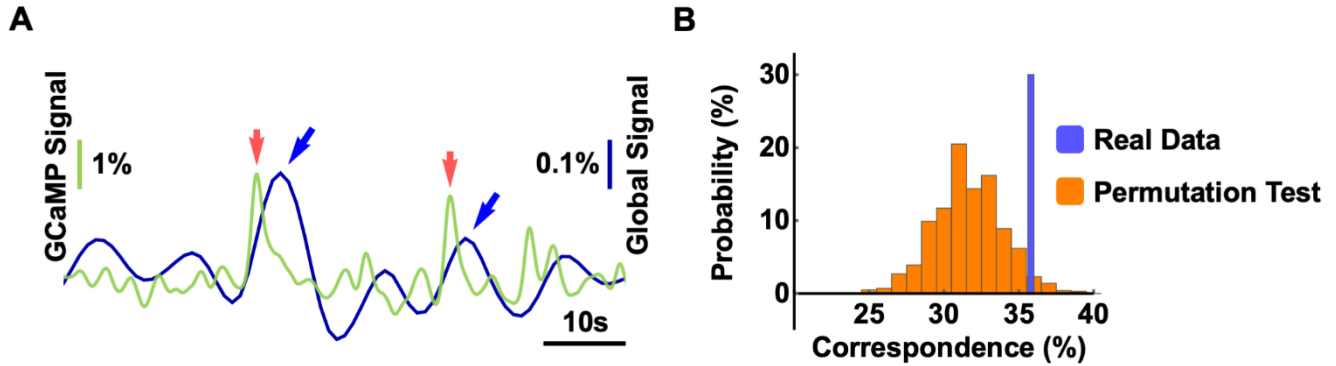 A
GCaMP Signal
1%
0.1%
Global Signal
10s
B
Probability (%)
30
20
10
0
25 30 35 40
Correspondence (%)
Real Data
Permutation Test